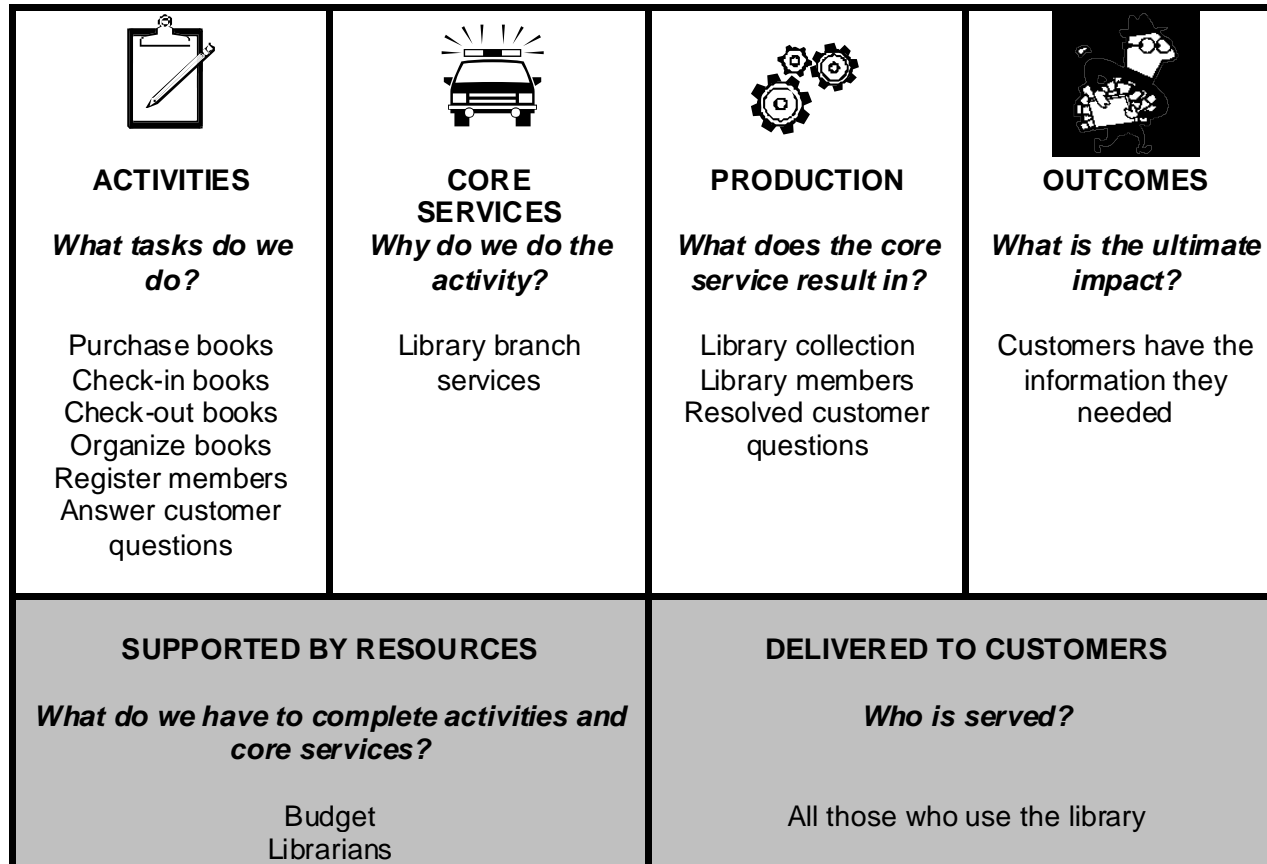 ACTIVITIES
What tasks do we
do?
Purchase books
Check-in books
Check-out books
Organize books
Register members
Answer customer
questions
CORE
SERVICES
Why do we do the
activity?
Library branch
services
PRODUCTION
What does the core
service result in?
Library collection
Library members
Resolved customer
questions
OUTCOMES
What is the ultimate
impact?
Customers have the
information they
needed
SUPPORTED BY RESOURCES
What do we have to complete activities and
core services?
Budget
Librarians
DELIVERED TO CUSTOMERS
Who is served?
All those who use the library